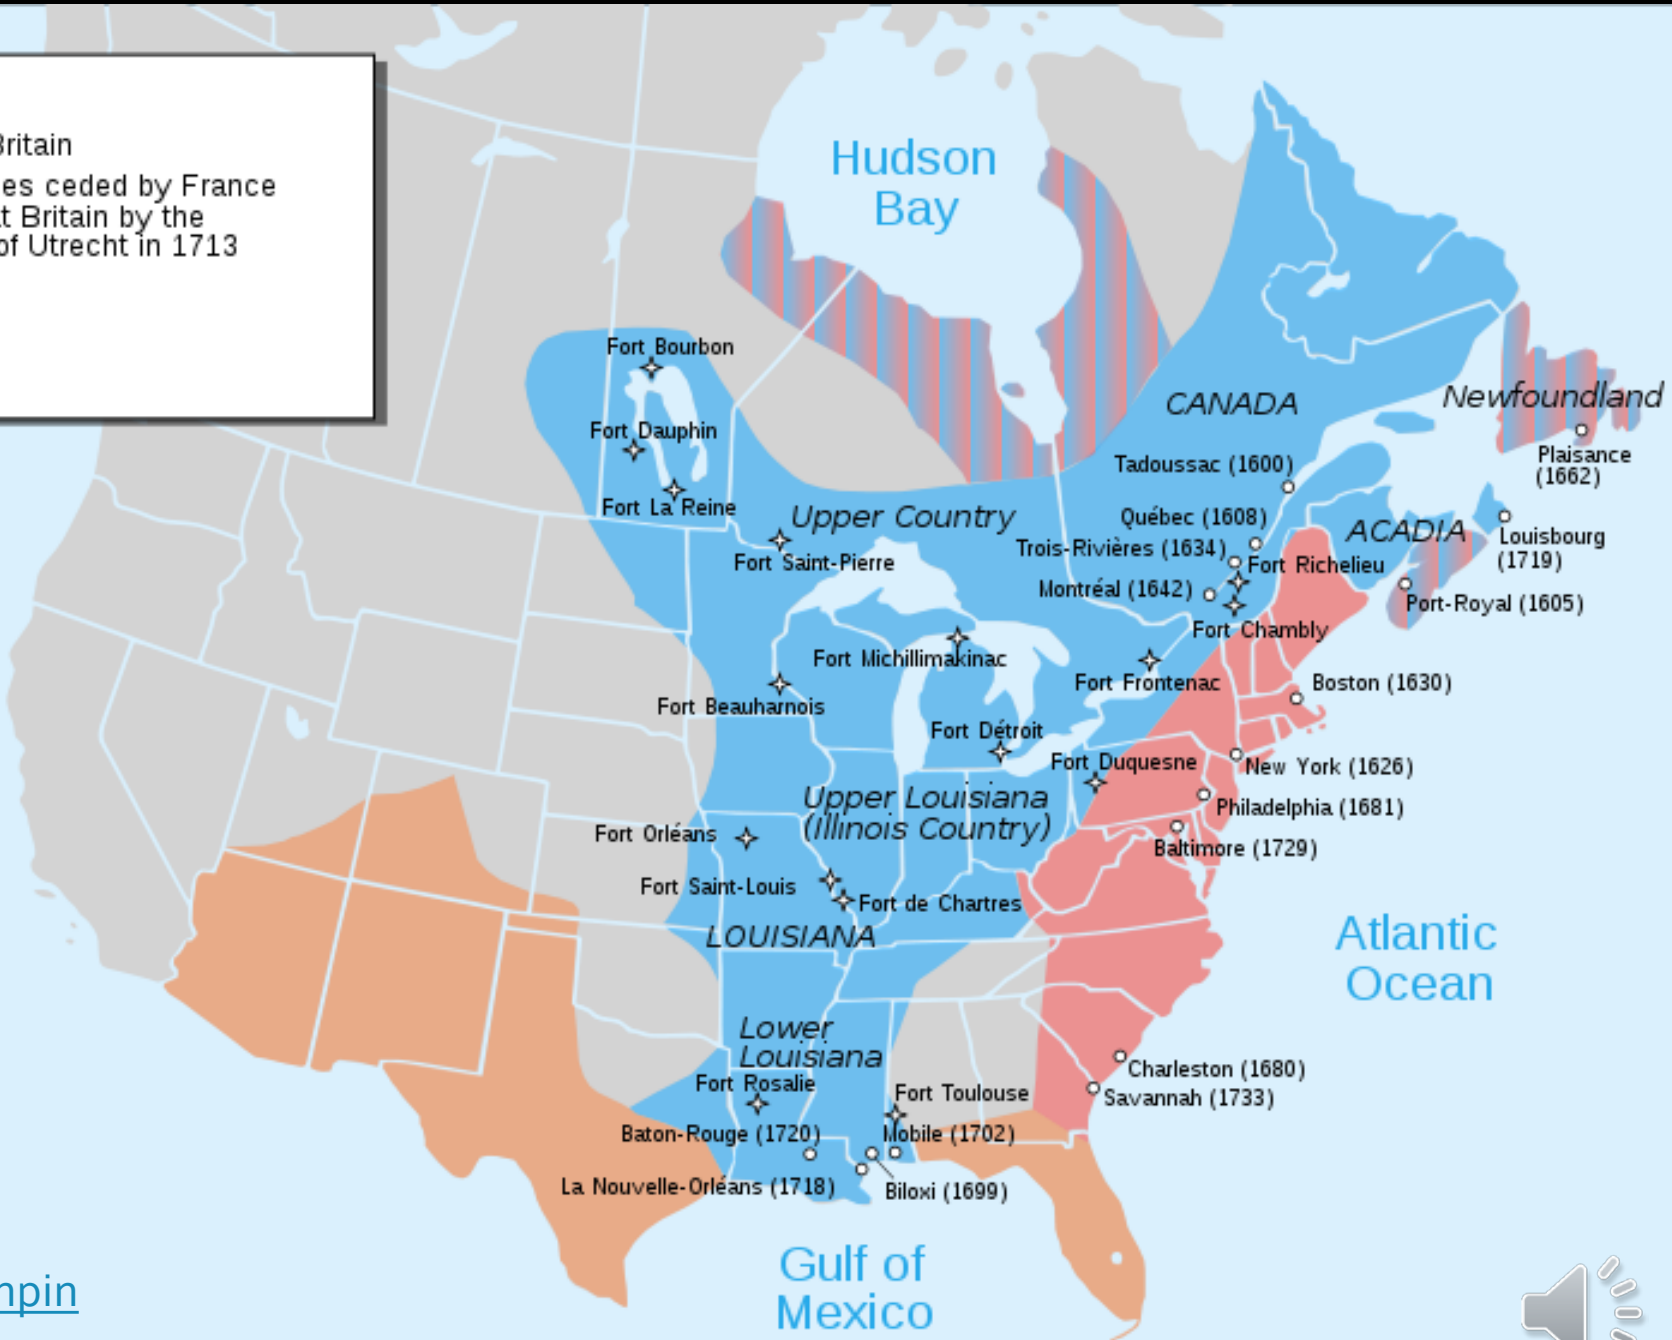 Britain
es ceded by France
t Britain by the
of Utrecht in 1713
Hudson
Bay
Fort Bourbon
Fort Dauphin
Fort La Reine
CANADA
Newfoundland
Plaisance
(1662)
Tadoussac (1600)
Québec (1608)
Trois-Rivières (1634)
Montréal (1642)
Fort Richelieu
Fort Chambly
ACADIA
Louisbourg
(1719)
Port-Royal (1605)
Upper Country
Fort Saint-Pierre
Fort Michillimakinac
Fort Frontenac
Boston (1630)
Fort Beauharnois
Fort Détroit
Fort Duquesne
New York (1626)
Philadelphia (1681)
Baltimore (1729)
Upper Louisiana
(Illinois Country)
Fort Orléans
Fort Saint-Louis
Fort de Chartres
LOUISIANA
Atlantic
Ocean
Lower
Louisiana
Fort Rosalie
Fort Toulouse
Charleston (1680)
Savannah (1733)
Baton-Rouge (1720)
Mobile (1702)
La Nouvelle-Orléans (1718)
Biloxi (1699)
Gulf of
Mexico
mpin